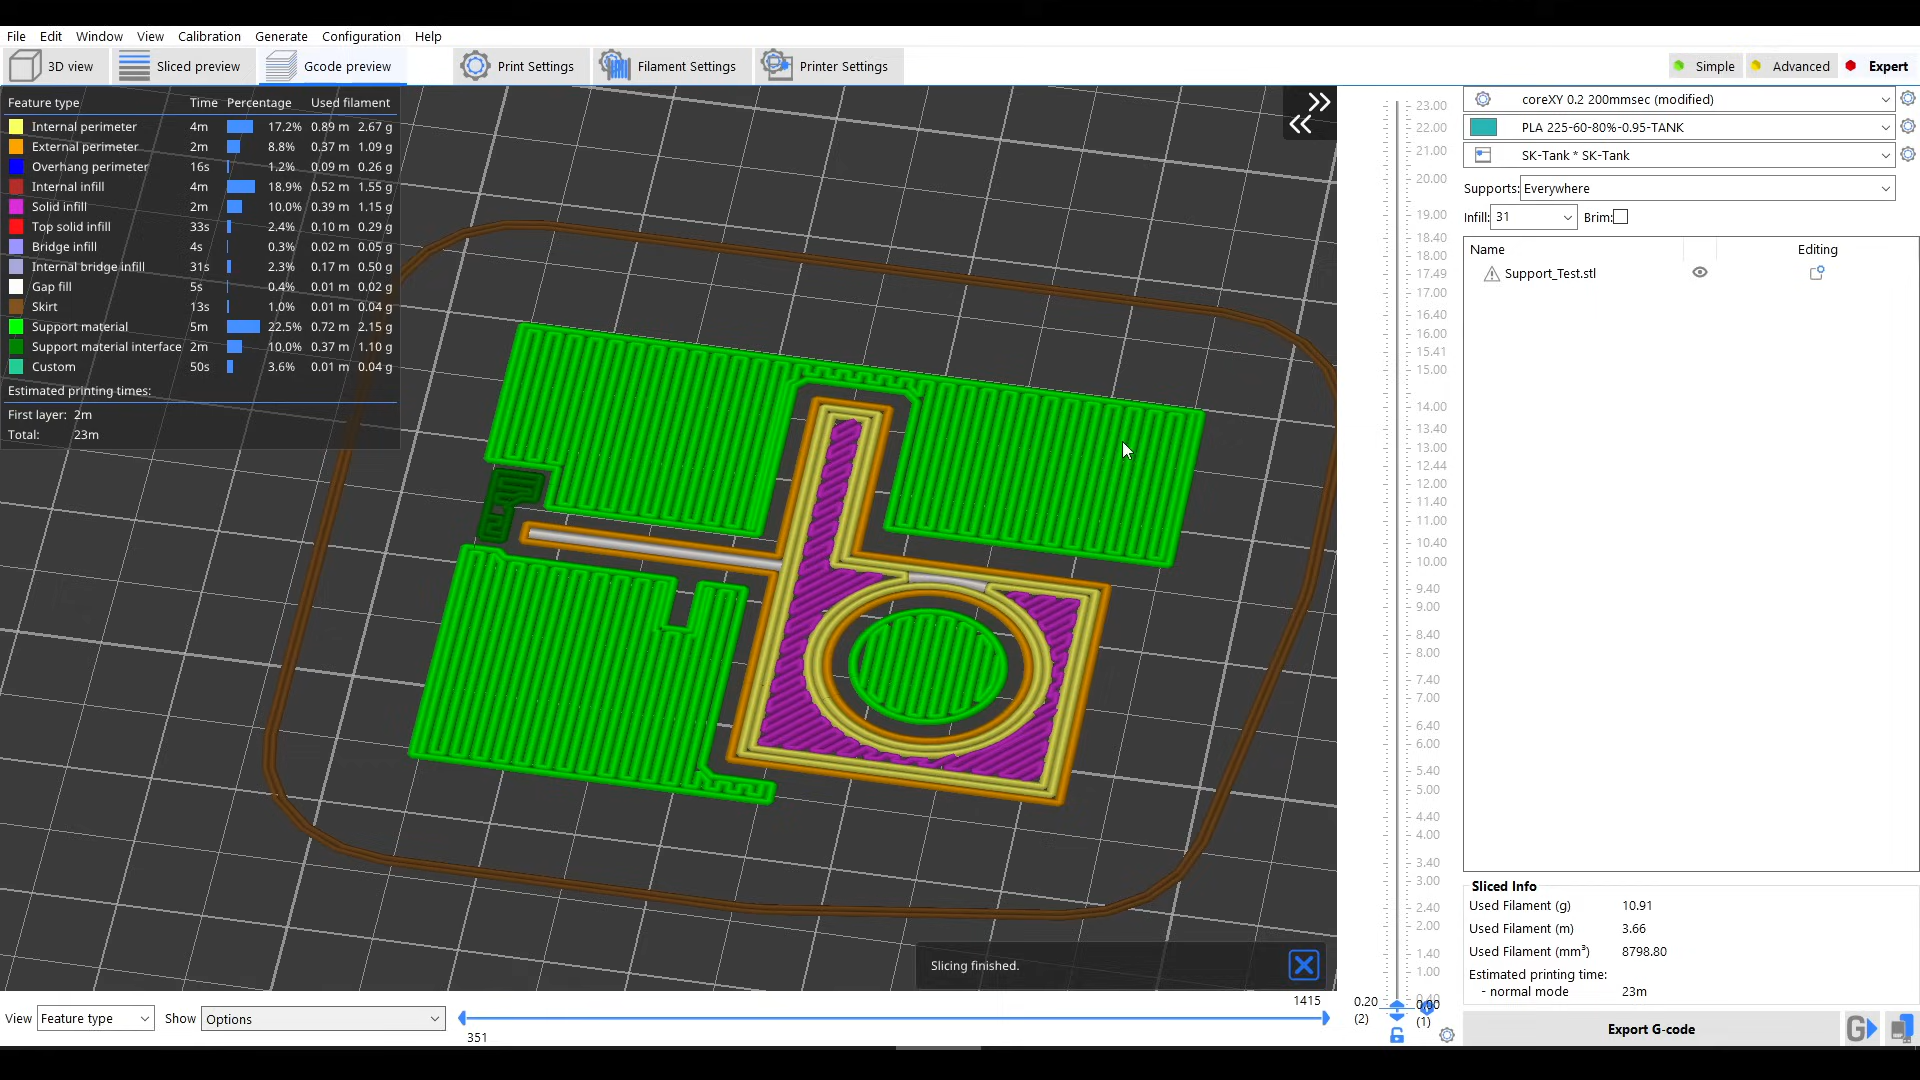 File Edit Window View Calibration Generate Configuration Help
3D view Sliced preview Gcode preview Print Settings Filament Settings Printer Settings Simple Advanced Expert
Feature type Time Percentage Used filament
Internal perimeter 4m 17.2% 0.89 m 2.67 g
External perimeter 2m 8.8% 0.37 m 1.09 g
Overhang perimeter 16s 1.2% 0.09 m 0.26 g
Internal infill 4m 18.9% 0.52 m 1.55 g
Solid infill 2m 10.0% 0.39 m 1.15 g
Top solid infill 33s 2.4% 0.10 m 0.29 g
Bridge infill 4s 0.3% 0.02 m 0.05 g
Internal bridge infill 31s 2.3% 0.17 m 0.50 g
Gap fill 5s 0.4% 0.01 m 0.02 g
Skirt 13s 1.0% 0.01 m 0.04 g
Support material 5m 22.5% 0.72 m 2.15 g
Support material interface 2m 10.0% 0.37 m 1.10 g
Custom 50s 3.6% 0.01 m 0.04 g
Estimated printing times:
First layer: 2m
Total: 23m
23.00
22.00
21.00
20.00
19.00
18.40
18.00
17.49
17.00
16.40
16.00
15.41
15.00
14.00
13.40
13.00
12.44
12.00
11.40
11.00
10.40
10.00
9.40
9.00
8.40
8.00
7.40
7.00
6.40
6.00
5.40
5.00
4.40
4.00
3.40
3.00
2.40
2.00
1.40
1.00
0.20
(2)
0.00
(1)
coreXY 0.2 200mmsec (modified)
PLA 225-60-80%-0.95-TANK
SK-Tank * SK-Tank
Supports: Everywhere
Infill: 31 Brim:
Name Editing
Support_Test.stl
Sliced Info
Used Filament (g) 10.91
Used Filament (m) 3.66
Used Filament (mm³) 8798.80
Estimated printing time:
- normal mode 23m
Slicing finished.
View Feature type Show Options
1415
351
Export G-code